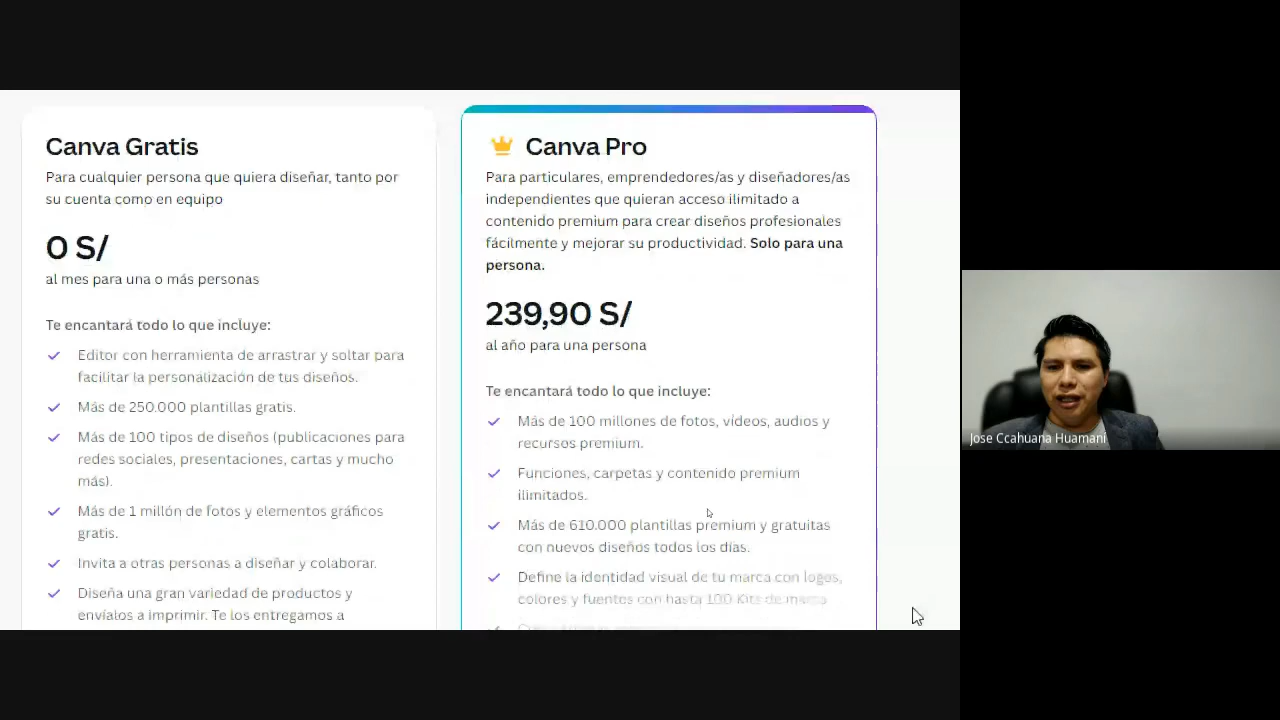 Canva Gratis
Para cualquier persona que quiera diseñar, tanto por
su cuenta como en equipo
0 S/
al mes para una o más personas
Te encantará todo lo que incluye:
Editor con herramienta de arrastrar y soltar para
facilitar la personalización de tus diseños.
Más de 250.000 plantillas gratis.
Más de 100 tipos de diseños (publicaciones para
redes sociales, presentaciones, cartas y mucho
más).
Más de 1 millón de fotos y elementos gráficos
gratis.
Invita a otras personas a diseñar y colaborar.
Diseña una gran variedad de productos y
envíalos a imprimir. Te los entregamos a
Canva Pro
Para particulares, emprendedores/as y diseñadores/as
independientes que quieran acceso ilimitado a
contenido premium para crear diseños profesionales
fácilmente y mejorar su productividad. Solo para una
persona.
239,90 S/
al año para una persona
Te encantará todo lo que incluye:
Más de 100 millones de fotos, vídeos, audios y
recursos premium.
Funciones, carpetas y contenido premium
ilimitados.
Más de 610.000 plantillas premium y gratuitas
con nuevos diseños todos los días.
Define la identidad visual de tu marca con logos,
colores y fuentes con hasta 100 Kits de marca
Jose Ccahuana Huamani